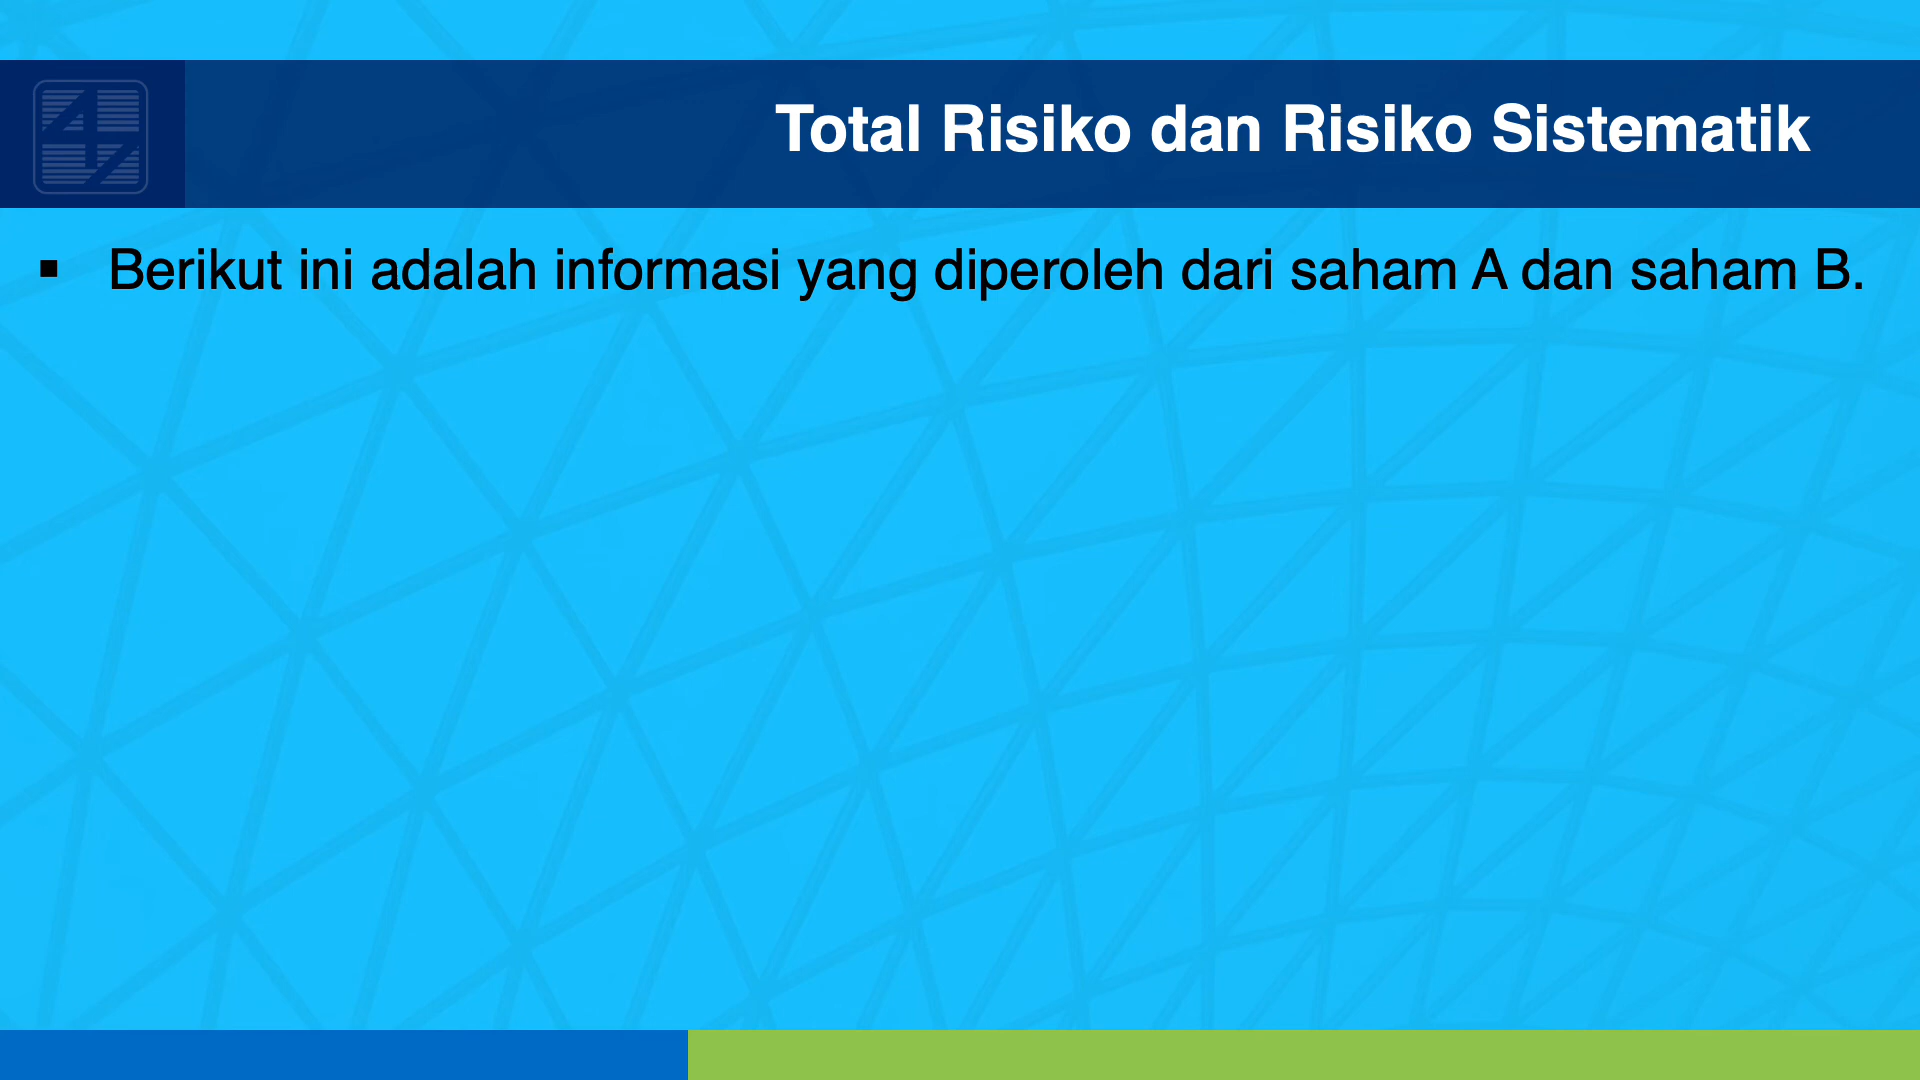 Total Risiko dan Risiko Sistematik
▪ Berikut ini adalah informasi yang diperoleh dari saham A dan saham B.